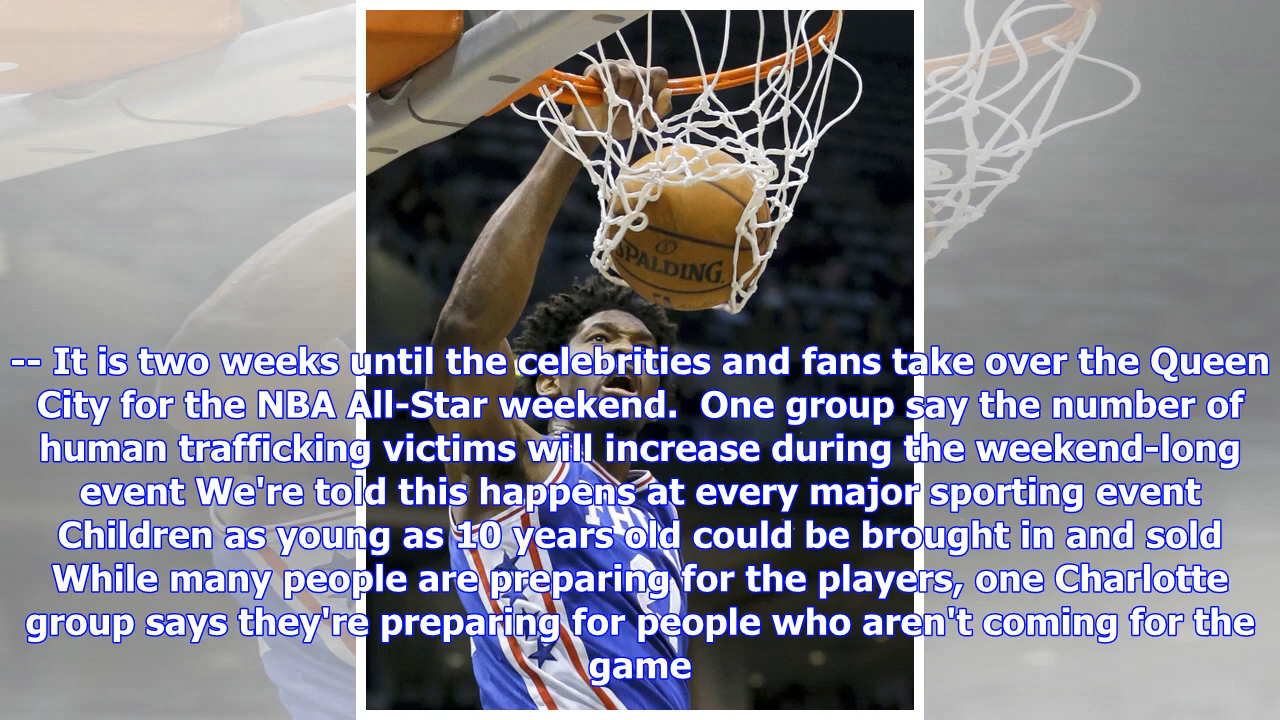 SPALDING
-- It is two weeks until the celebrities and fans take over the Queen
City for the NBA All-Star weekend.  One group say the number of
human trafficking victims will increase during the weekend-long
event We're told this happens at every major sporting event
Children as young as 10 years old could be brought in and sold
While many people are preparing for the players, one Charlotte
group says they're preparing for people who aren't coming for the
game